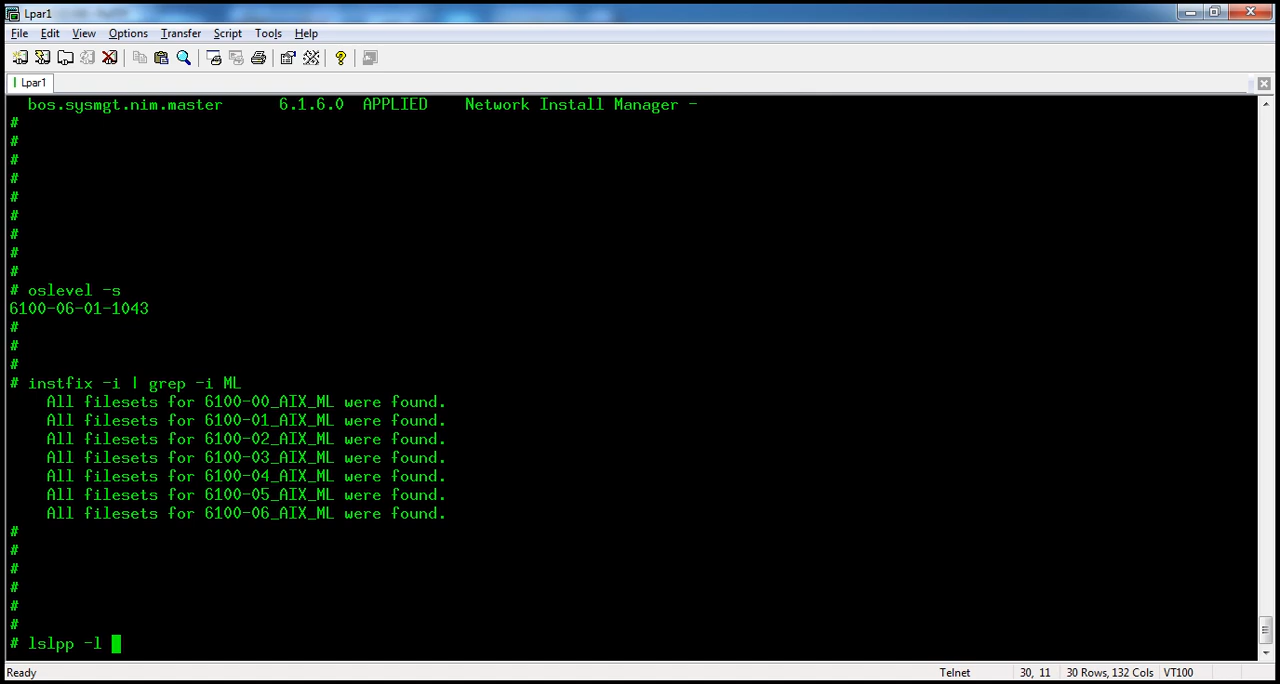 Lpar1
File Edit View Options Transfer Script Tools Help
Lpar1
bos.sysmgt.nim.master 6.1.6.0 APPLIED Network Install Manager -
#
#
#
#
#
#
#
#
#
# oslevel -s
6100-06-01-1043
#
#
#
# instfix -i | grep -i ML
All filesets for 6100-00_AIX_ML were found.
All filesets for 6100-01_AIX_ML were found.
All filesets for 6100-02_AIX_ML were found.
All filesets for 6100-03_AIX_ML were found.
All filesets for 6100-04_AIX_ML were found.
All filesets for 6100-05_AIX_ML were found.
All filesets for 6100-06_AIX_ML were found.
#
#
#
#
#
#
# lslpp -l
Ready Telnet 30, 11 30 Rows, 132 Cols VT100